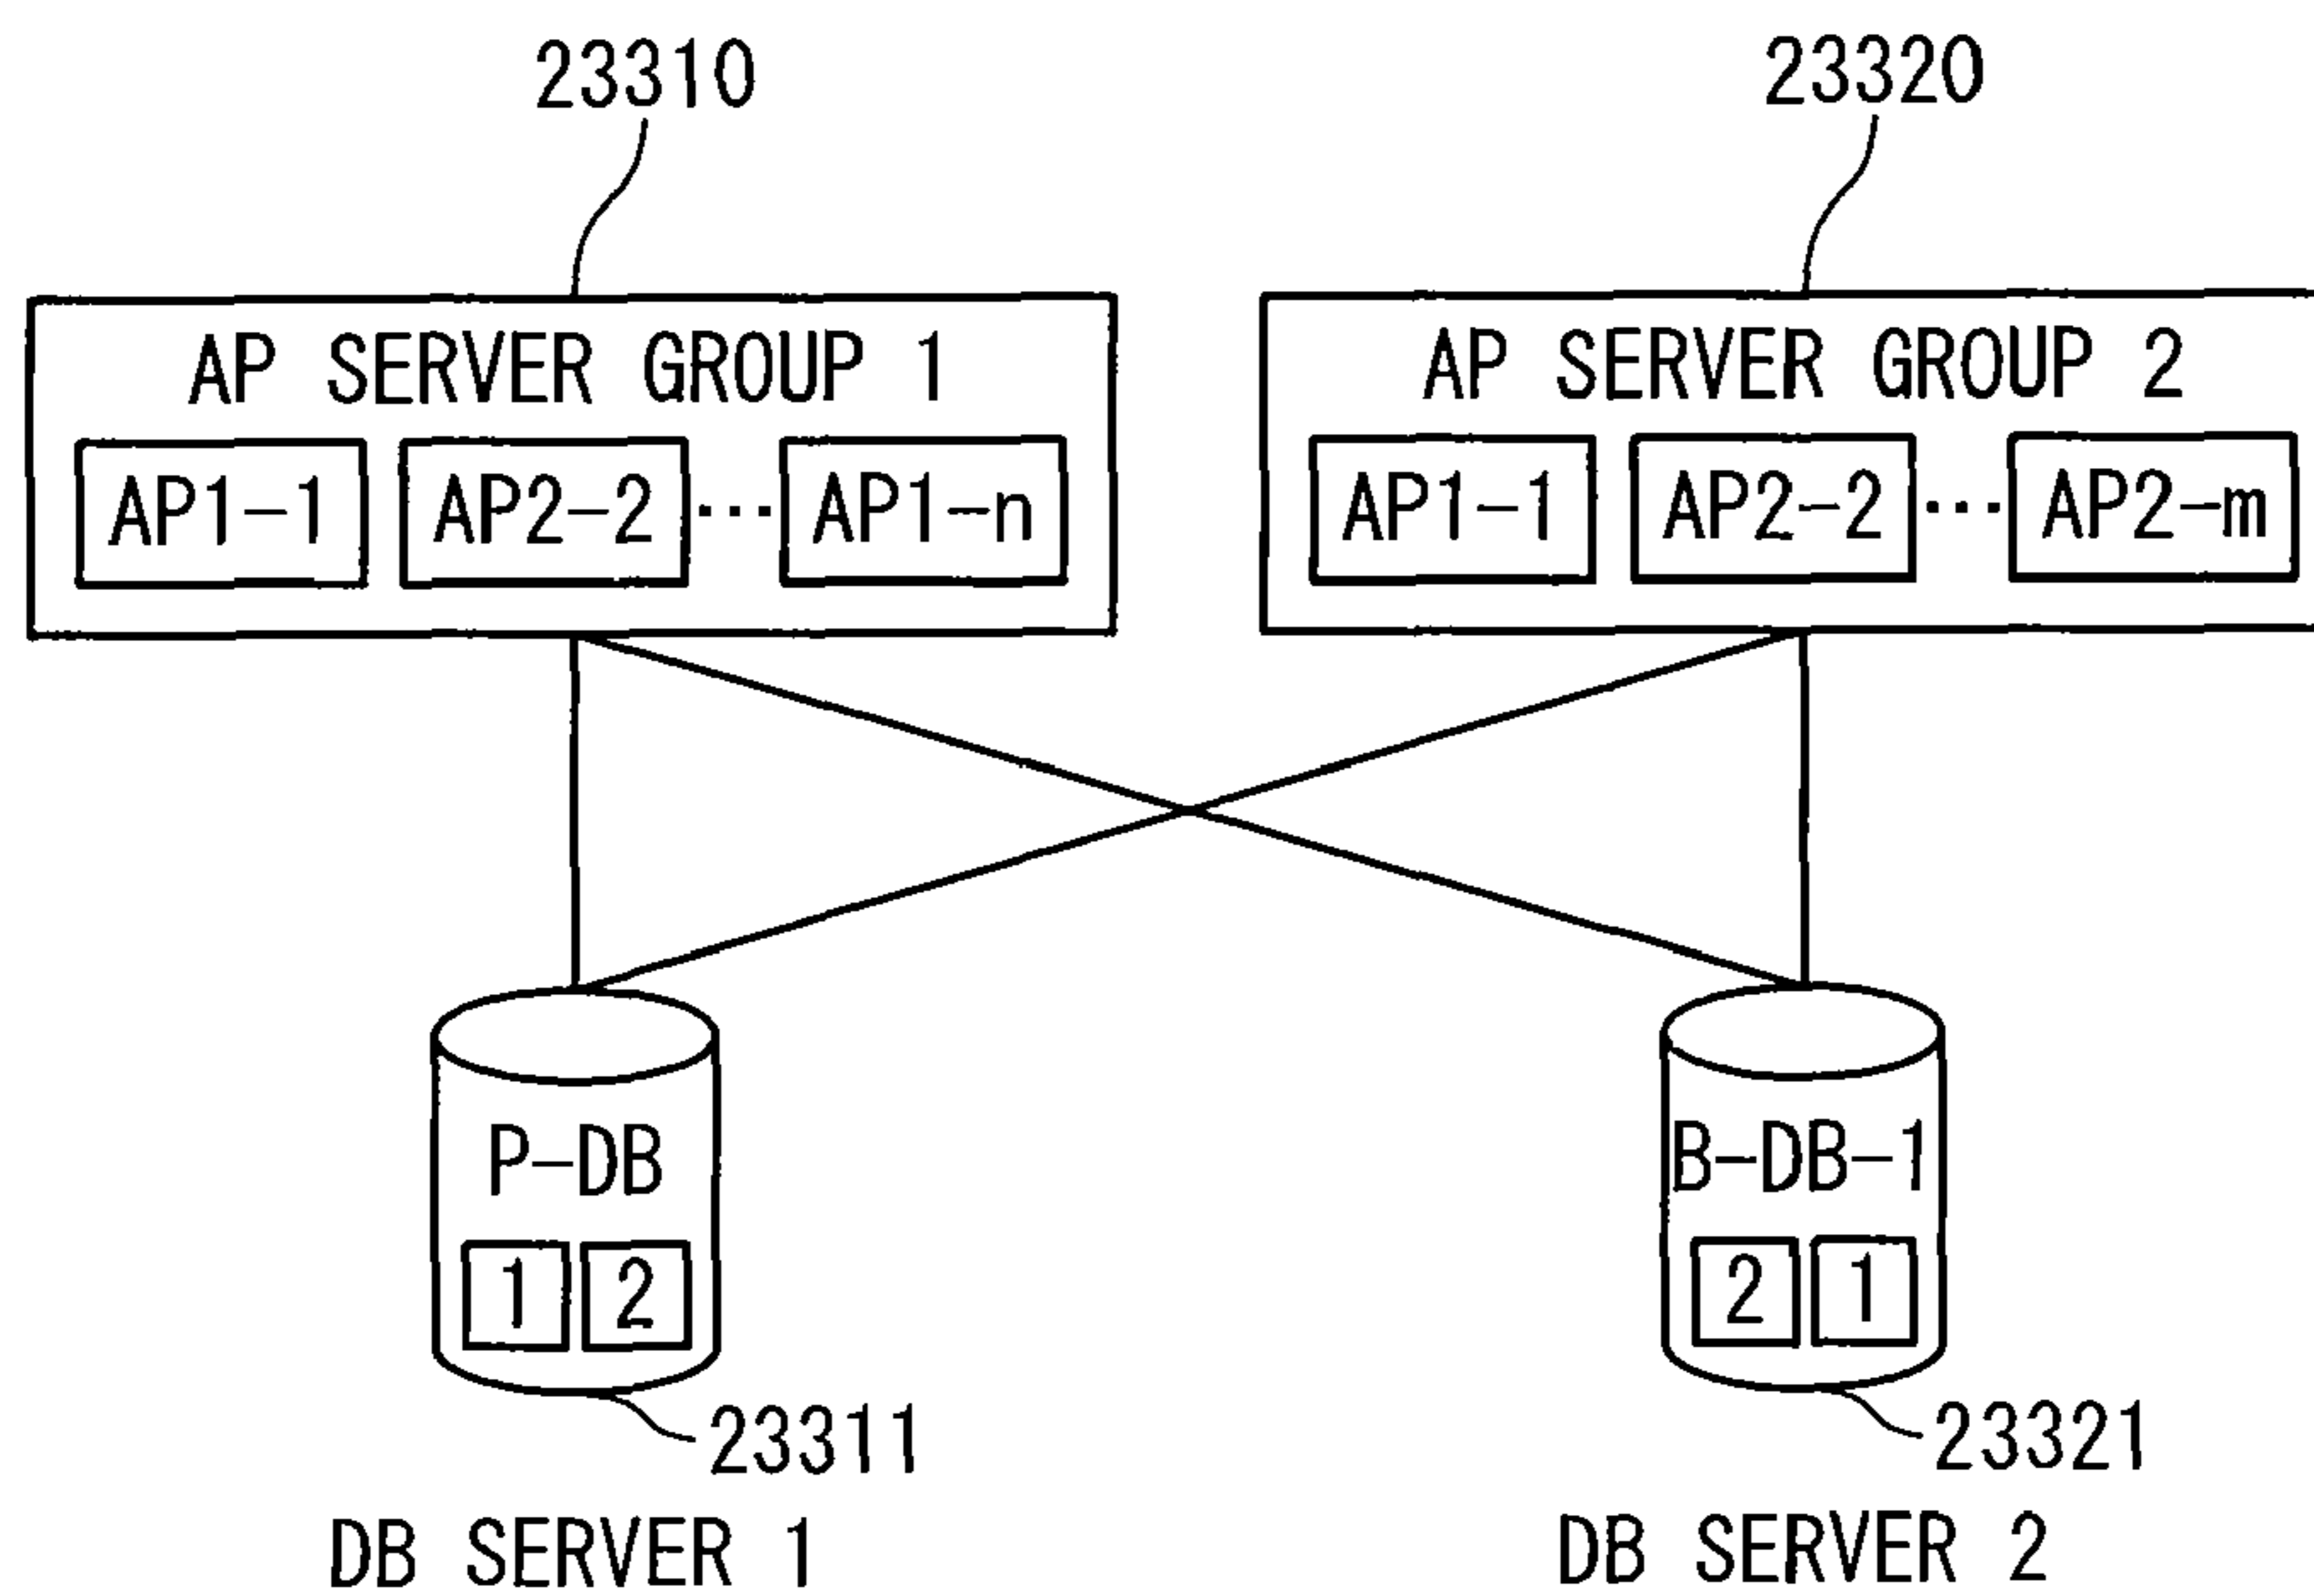 23310
23320
AP SERVER GROUP 1
AP SERVER GROUP 2
AP1-1
AP2-2
...
AP1-n
AP1-1
AP2-2
...
AP2-m
P-DB
1
2
B-DB-1
2
1
23311
23321
DB SERVER 1
DB SERVER 2